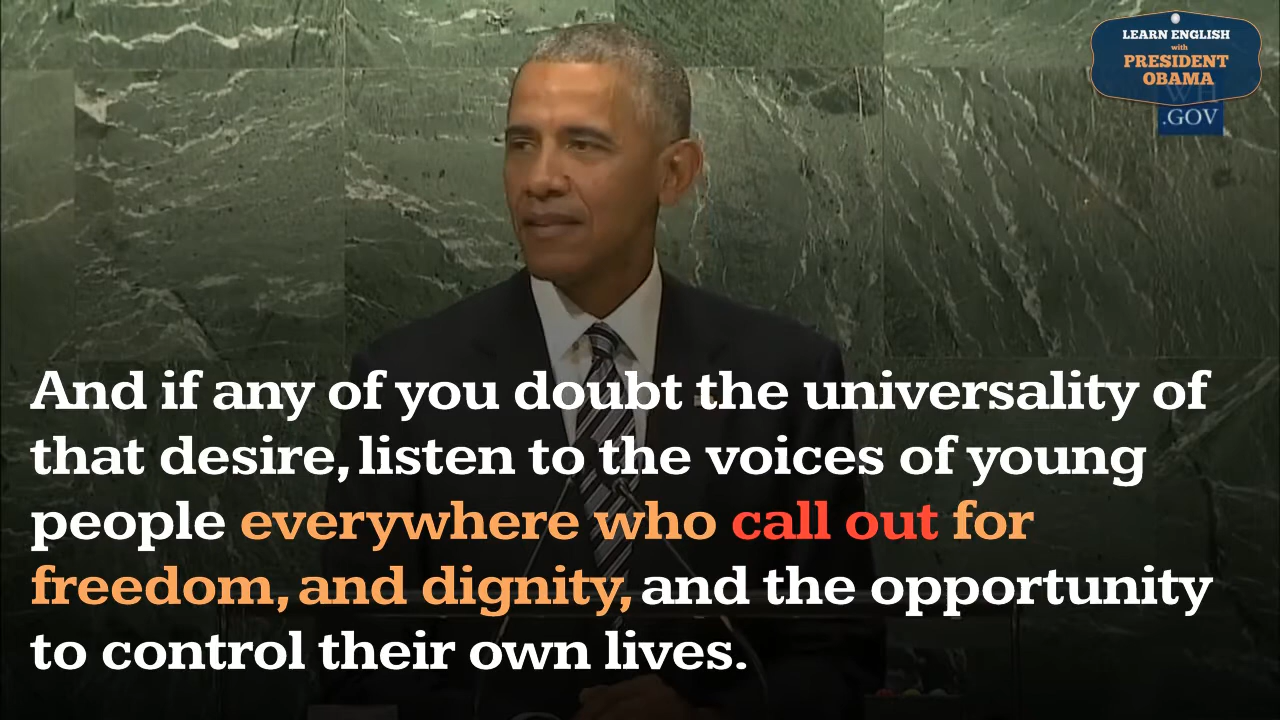 LEARN ENGLISH
with
PRESIDENT
OBAMA
WH
.GOV
And if any of you doubt the universality of
that desire, listen to the voices of young
people everywhere who call out for
freedom, and dignity, and the opportunity
to control their own lives.